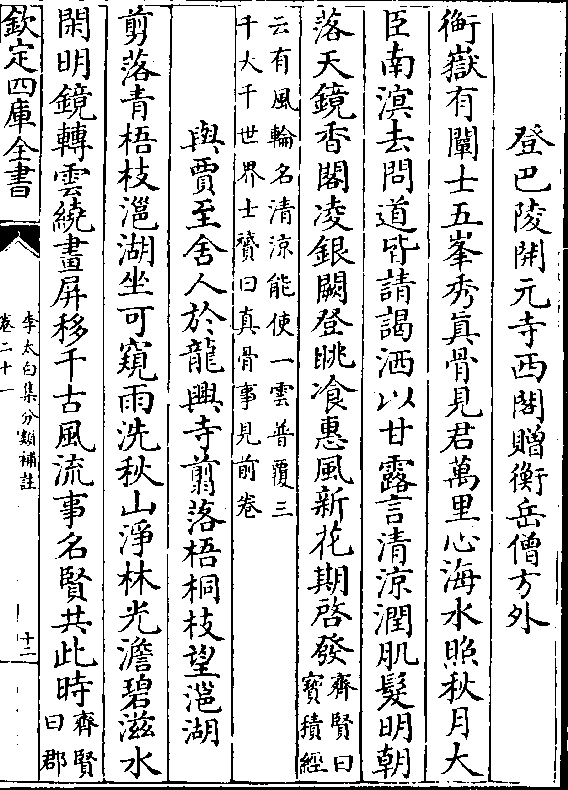 登巴陵開元寺西閣贈衡岳僧方外
衡嶽有闡士五峯秀真骨見君萬里心海水照秋月大
臣南溟去問道皆請謁洒以甘露言清涼潤肌髮明朝
落天鏡香閣凌銀闕登眺飡惠風新花期啓發齊賢曰寳積經
云有風輪名清涼能使一雲普覆三
千大千世界士贇曰真骨事見前卷
與賈至舍人於龍興寺翦落梧桐枝望㴩湖
剪落青梧枝㴩湖坐可窺雨洗秋山淨林光澹碧滋水
閑明鏡轉雲繞畫屏移千古風流事名賢共此時齊賢曰郡
欽定四庫全書
李太白集分類補註
卷二十一
十二